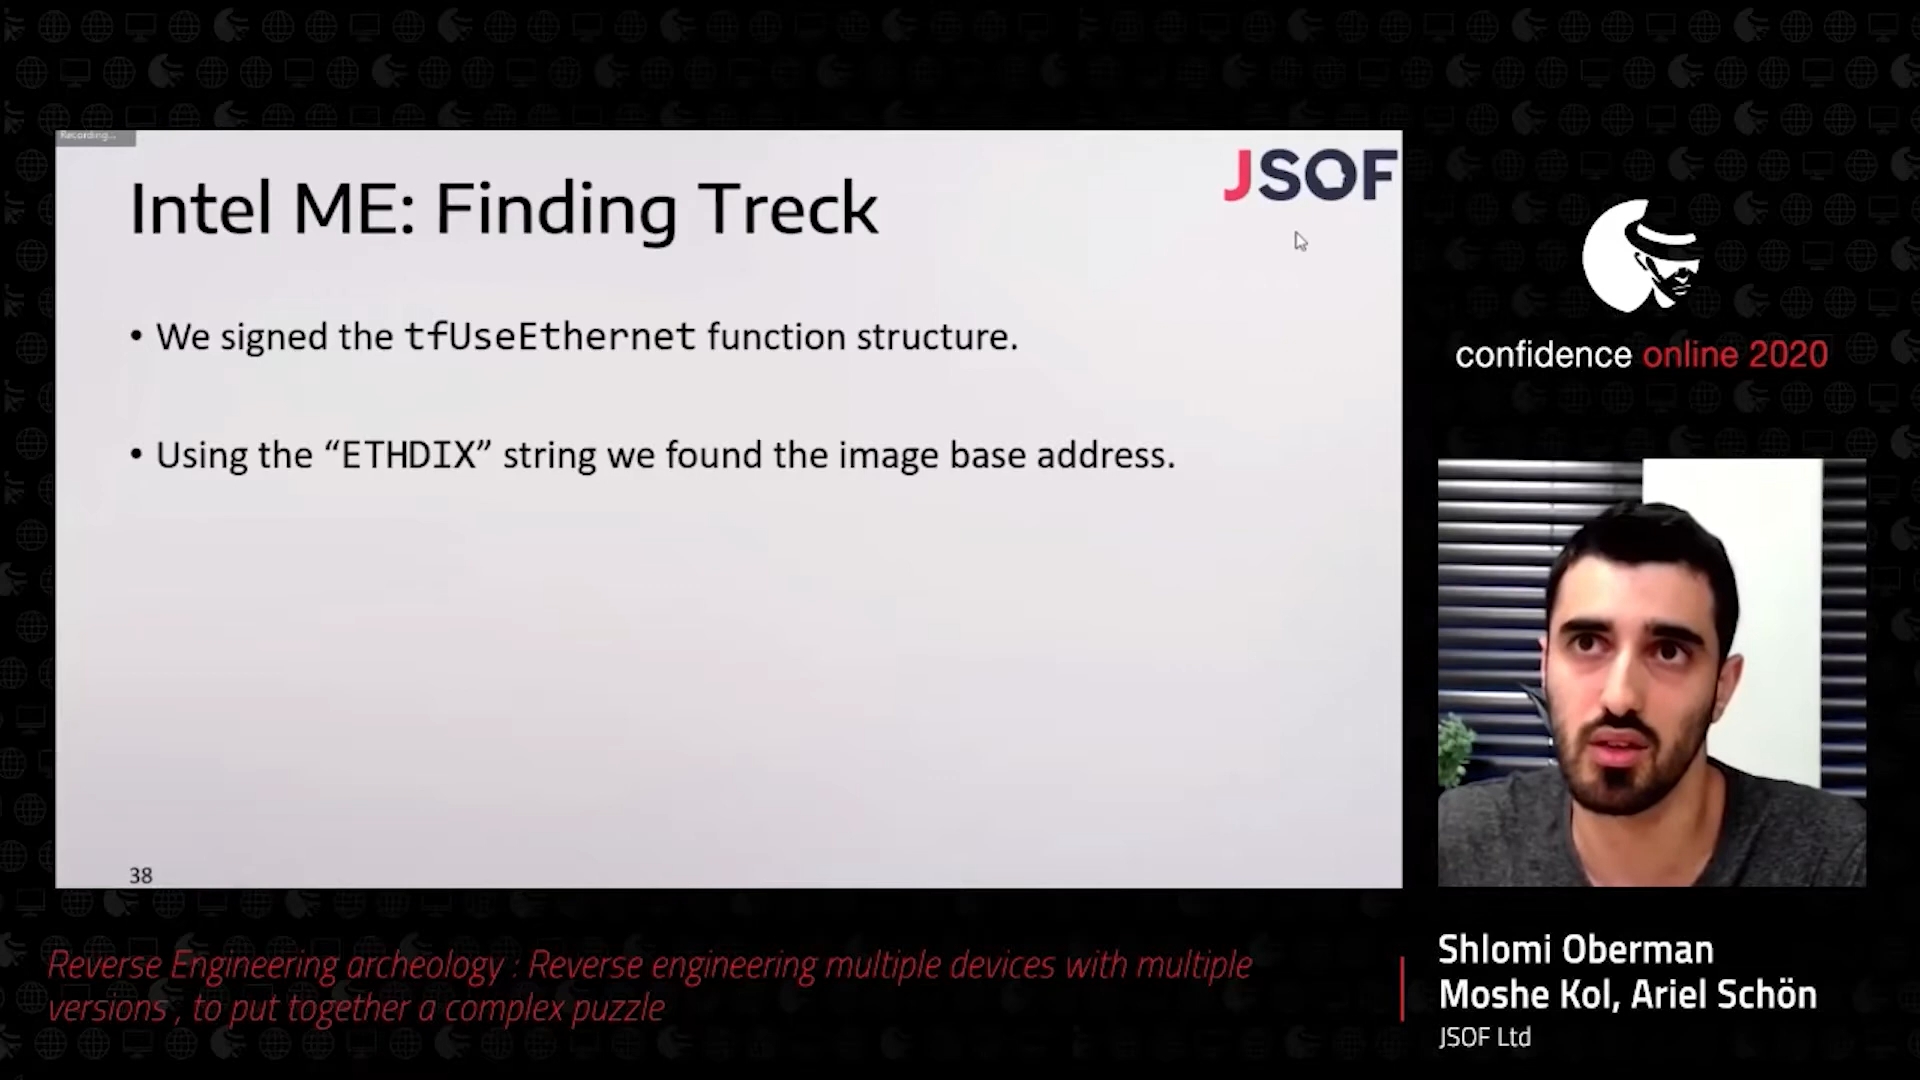 Recording...
JSOF
Intel ME: Finding Treck
• We signed the tfUseEthernet function structure.
• Using the “ETHDIX” string we found the image base address.
38
confidence online 2020
Reverse Engineering archeology : Reverse engineering multiple devices with multiple
versions , to put together a complex puzzle
Shlomi Oberman
Moshe Kol, Ariel Schön
JSOF Ltd